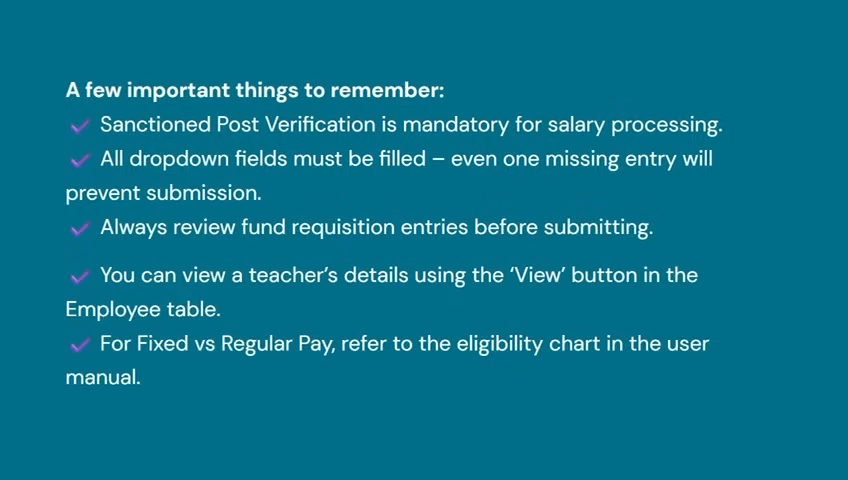 A few important things to remember:
✓ Sanctioned Post Verification is mandatory for salary processing.
✓ All dropdown fields must be filled – even one missing entry will
prevent submission.
✓ Always review fund requisition entries before submitting.
✓ You can view a teacher’s details using the ‘View’ button in the
Employee table.
✓ For Fixed vs Regular Pay, refer to the eligibility chart in the user
manual.